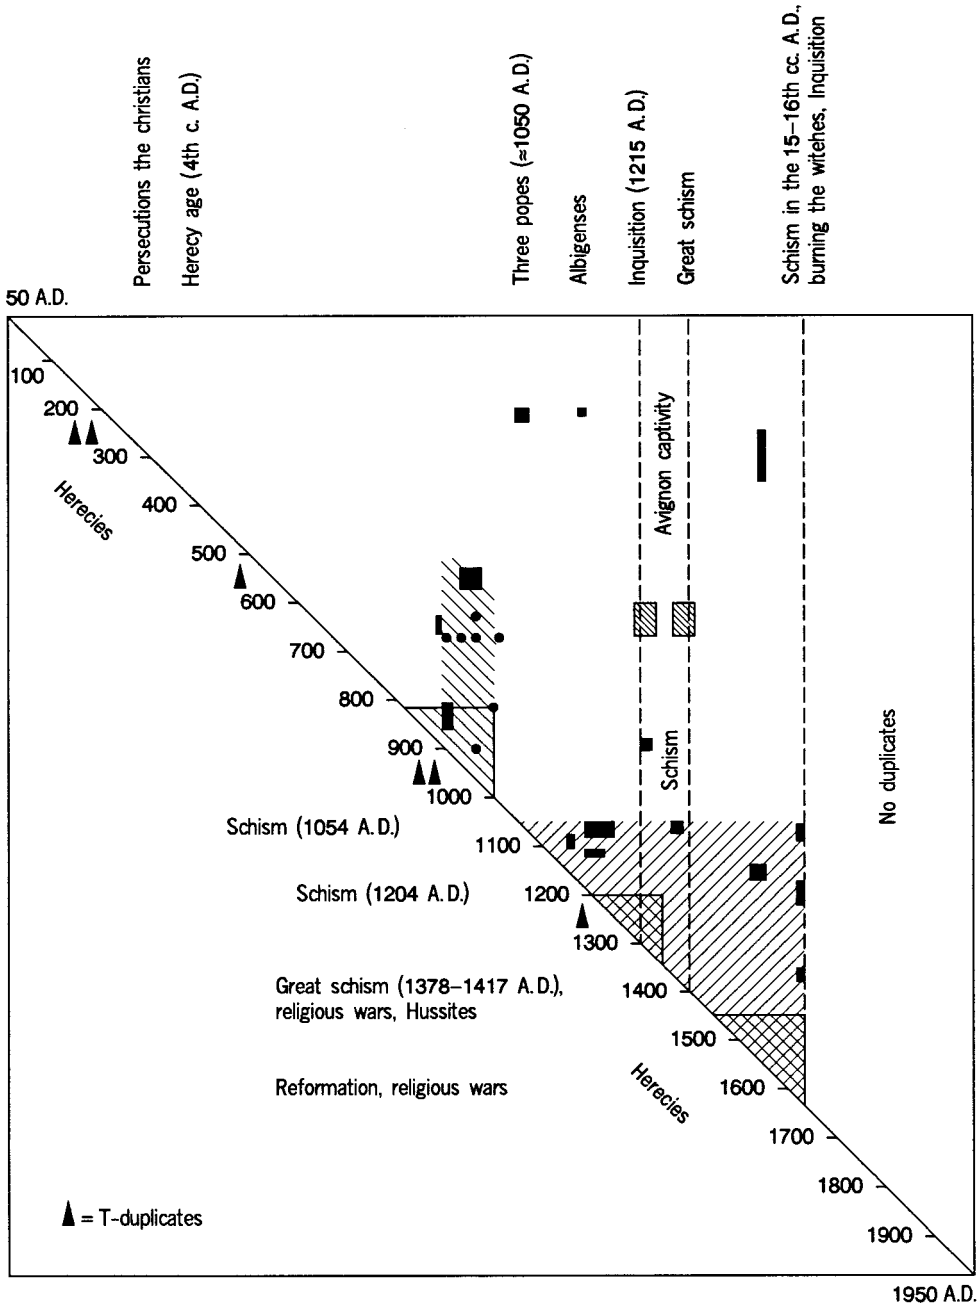 Persecutions the christians
Herecy age (4th c. A.D.)
Three popes (≈1050 A.D.)
Albigenses
Inquisition (1215 A.D.)
Great schism
Schism in the 15–16th cc. A.D.,
burning the witehes, Inquisition
50 A.D.
100
200
300
400
500
600
700
800
900
1000
1100
1200
1300
1400
1500
1600
1700
1800
1900
1950 A.D.
Herecies
Avignon captivity
Schism
No duplicates
Schism (1054 A.D.)
Schism (1204 A.D.)
Great schism (1378–1417 A.D.),
religious wars, Hussites
Reformation, religious wars
Herecies
= T-duplicates